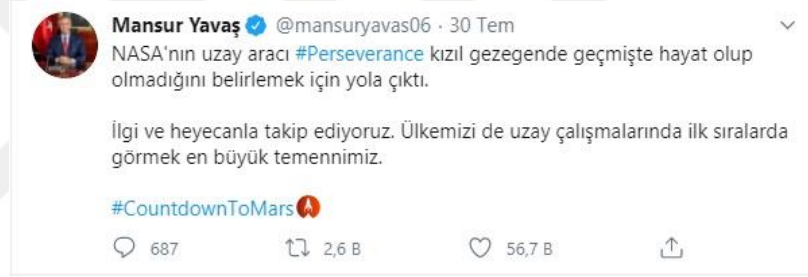 Mansur Yavaş @mansuryavas06 · 30 Tem
NASA'nın uzay aracı #Perseverance kızıl gezegende geçmişte hayat olup
olmadığını belirlemek için yola çıktı.
İlgi ve heyecanla takip ediyoruz. Ülkemizi de uzay çalışmalarında ilk sıralarda
görmek en büyük temennimiz.
#CountdownToMars
687 2,6 B 56,7 B